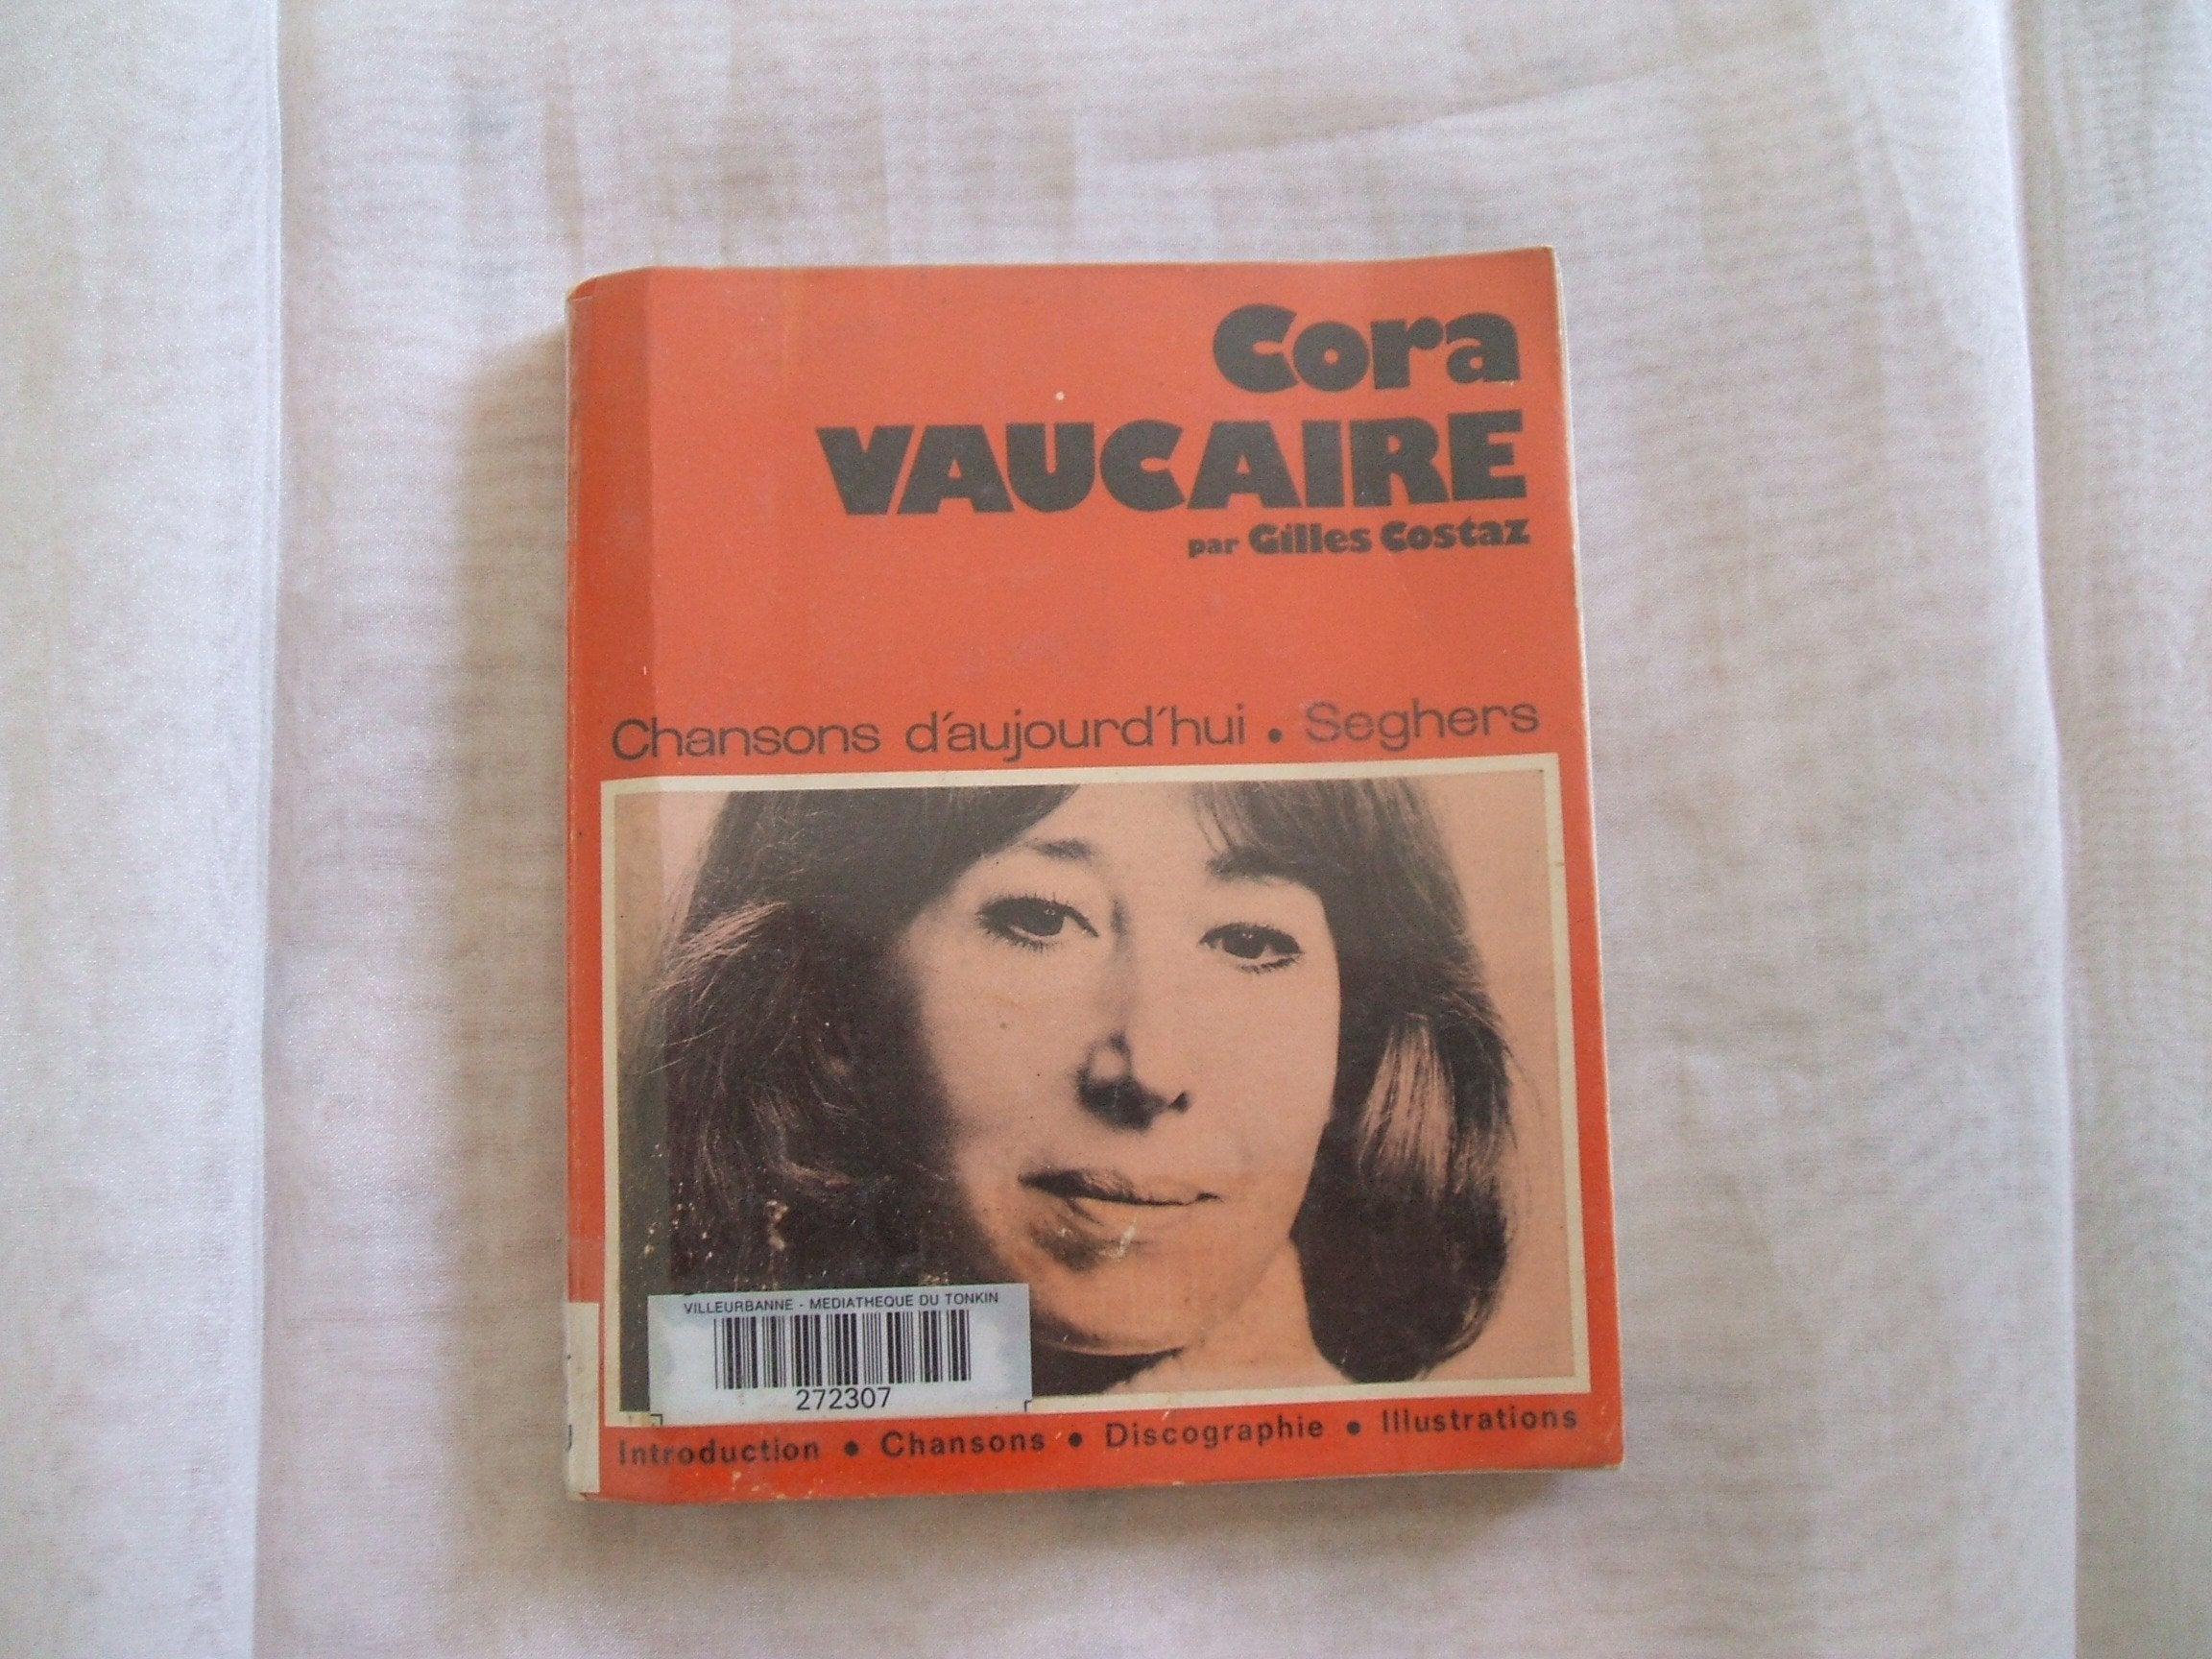 Cora
VAUCAIRE
par Gilles Costaz
Chansons d'aujourd'hui • Seghers
VILLEURBANNE - MEDIATHEQUE DU TONKIN
272307
Introduction • Chansons • Discographie • Illustrations